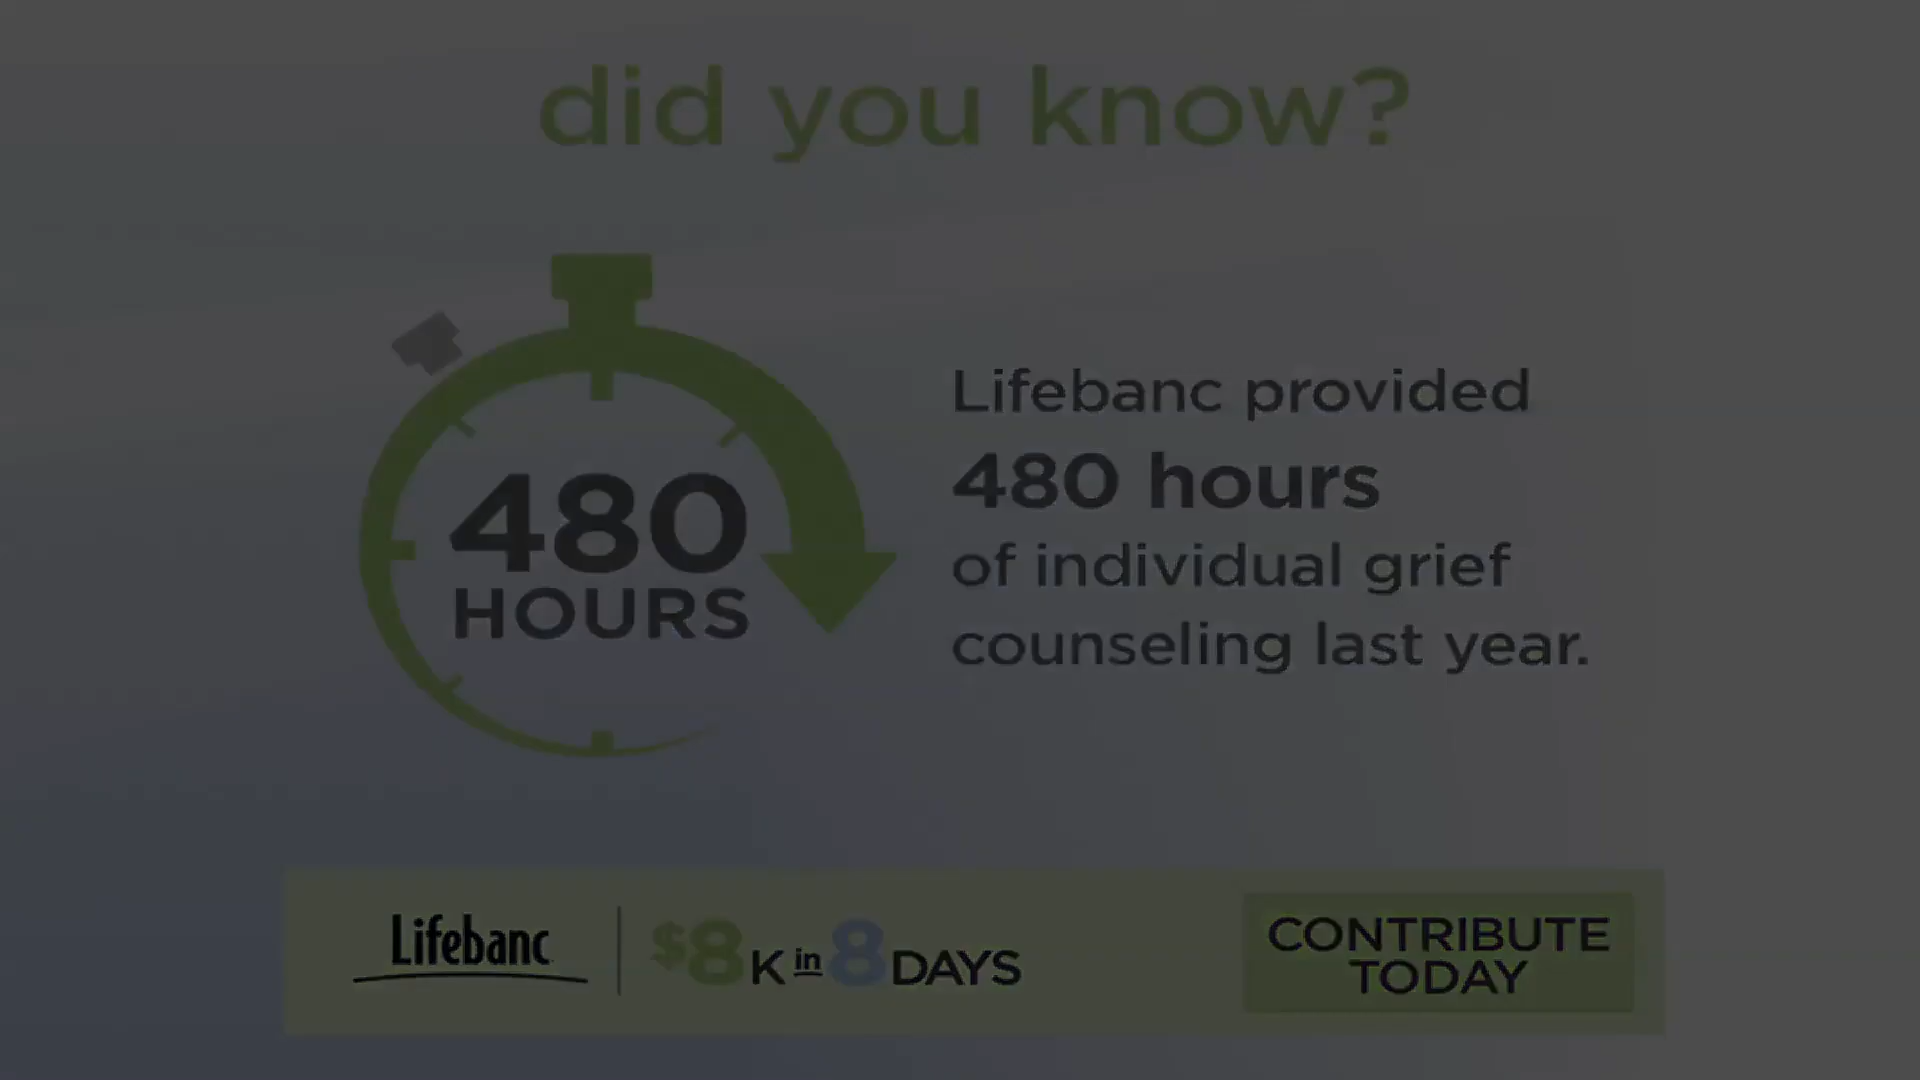 did you know?
480
HOURS
Lifebanc provided
480 hours
of individual grief
counseling last year.
Lifebanc
$8K in 8 DAYS
CONTRIBUTE
TODAY